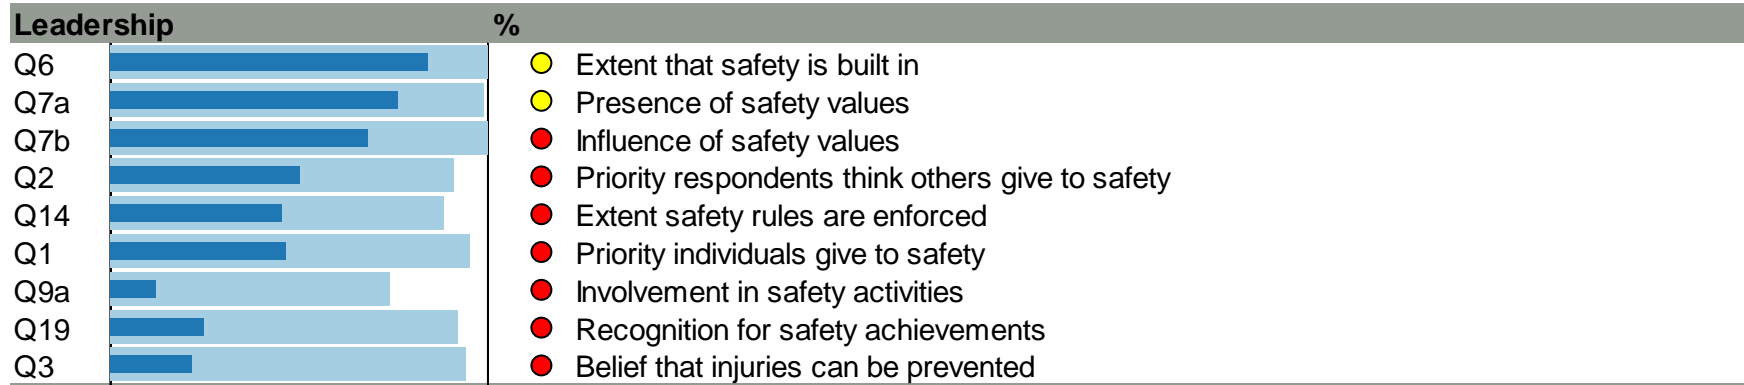 Leadership %
Q6 Extent that safety is built in
Q7a Presence of safety values
Q7b Influence of safety values
Q2 Priority respondents think others give to safety
Q14 Extent safety rules are enforced
Q1 Priority individuals give to safety
Q9a Involvement in safety activities
Q19 Recognition for safety achievements
Q3 Belief that injuries can be prevented